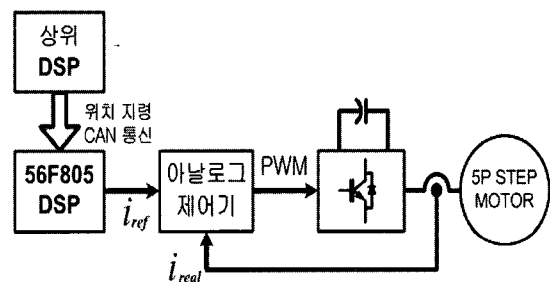 상위
DSP
위치 지령
CAN 통신
56F805
DSP
i_ref
아날로그
제어기
PWM
5P STEP
MOTOR
i_real